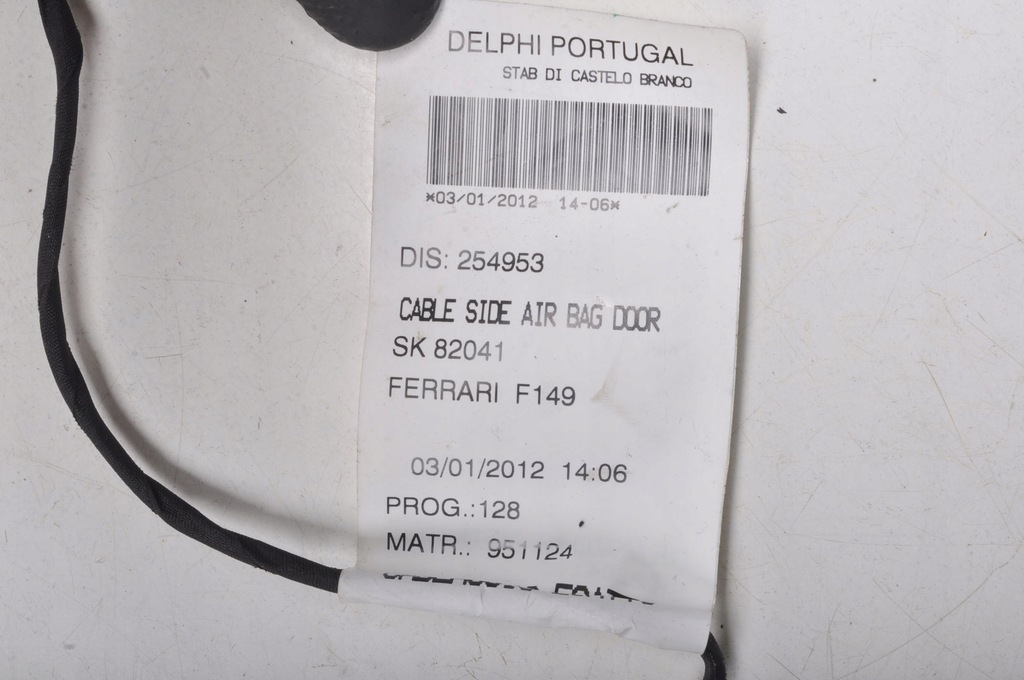 DELPHI PORTUGAL
STAB DI CASTELO BRANCO
*03/01/2012 14-06*
DIS: 254953
CABLE SIDE AIR BAG DOOR
SK 82041
FERRARI F149
03/01/2012 14:06
PROG.:128
MATR.: 951124